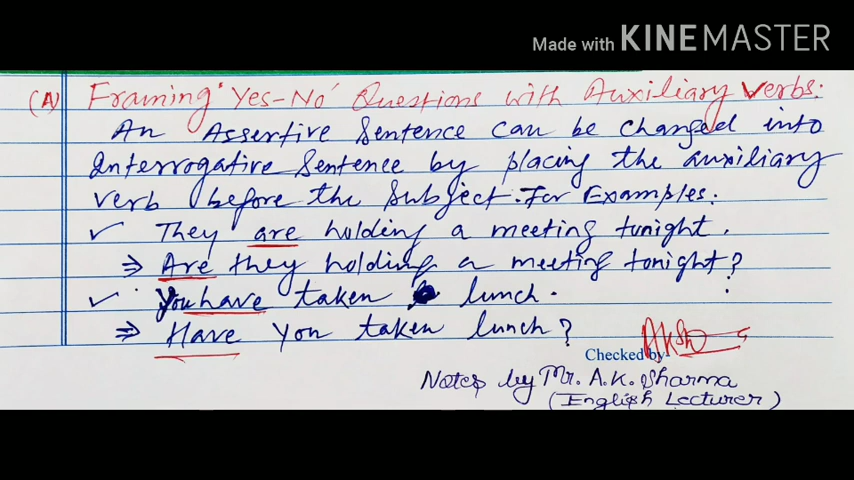 Made with KINEMASTER
(A) Framing 'Yes-No' Questions with Auxiliary Verbs:
An Assertive Sentence can be changed into
Interrogative Sentence by placing the auxiliary
verb before the Subject. For Examples:
✓ They are holding a meeting tunight.
⇒ Are they holding a meeting tonight?
✓ You have taken lunch.
⇒ Have you taken lunch?
Checked by
Notes by Mr. A.K. Sharma
(English Lecturer)